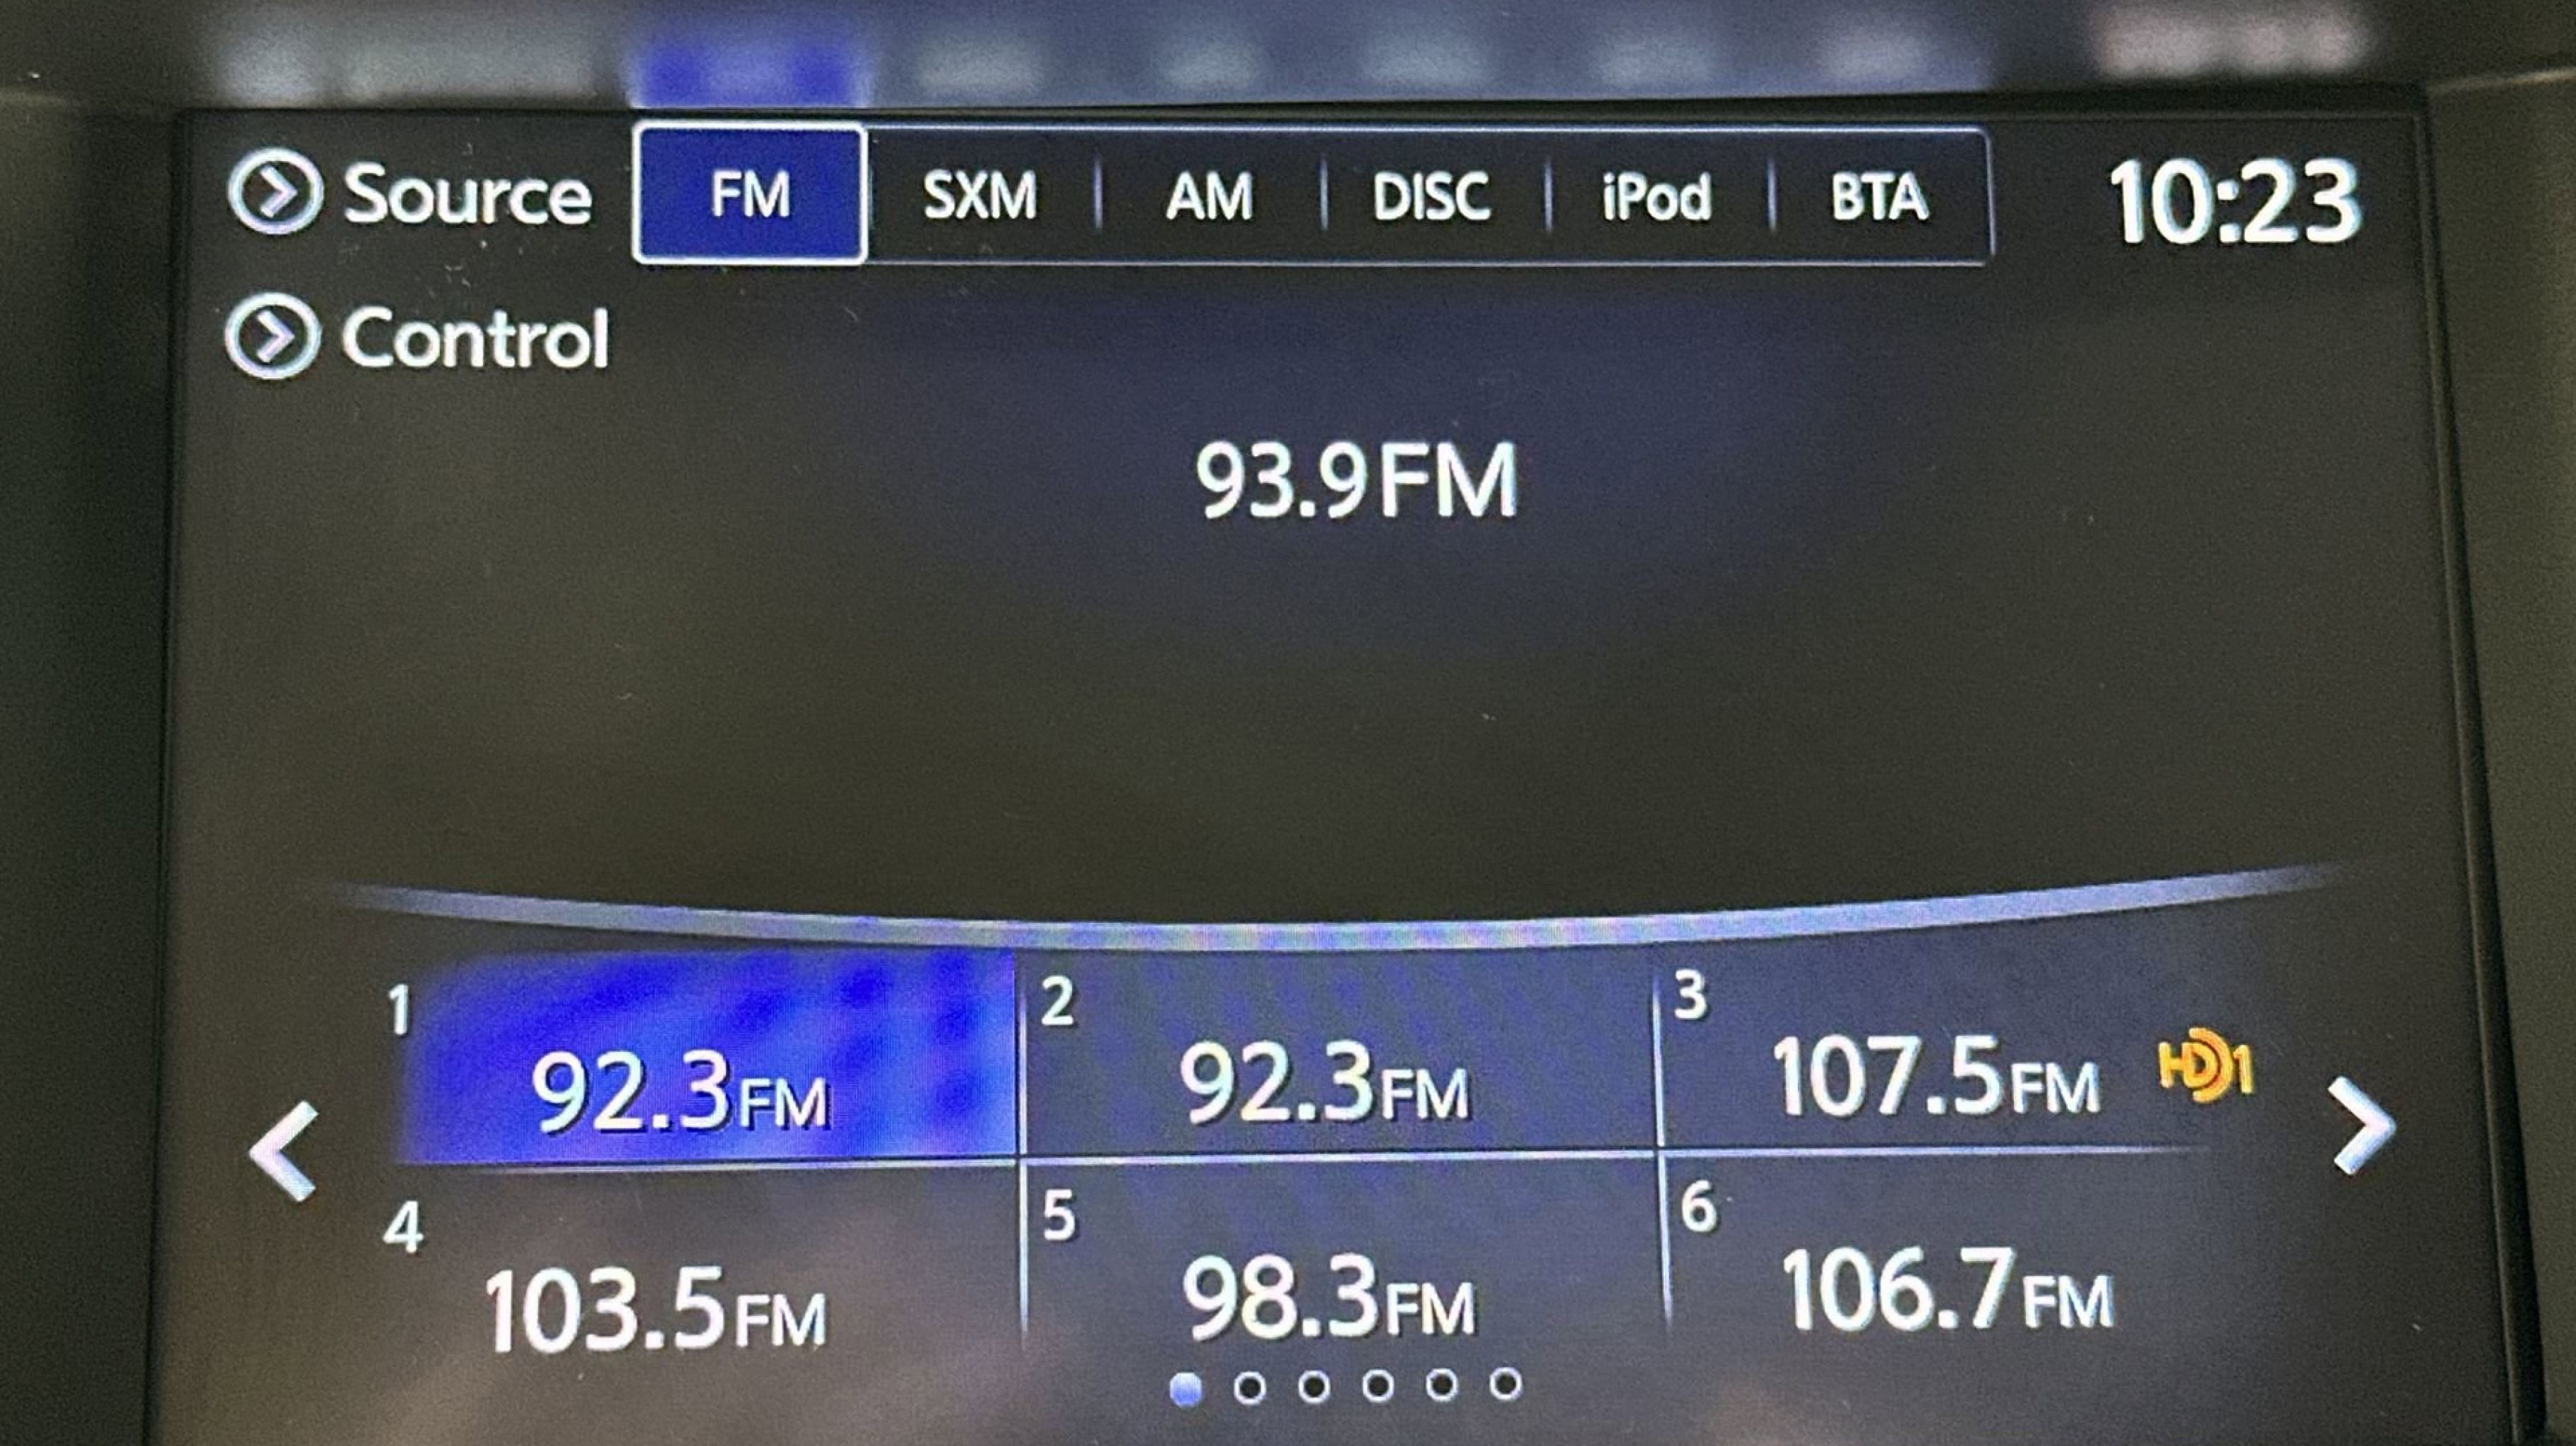 Source FM SXM AM DISC iPod BTA 10:23
Control
93.9FM
1 92.3FM 2 92.3FM 3 107.5FM HD1
4 103.5FM 5 98.3FM 6 106.7FM